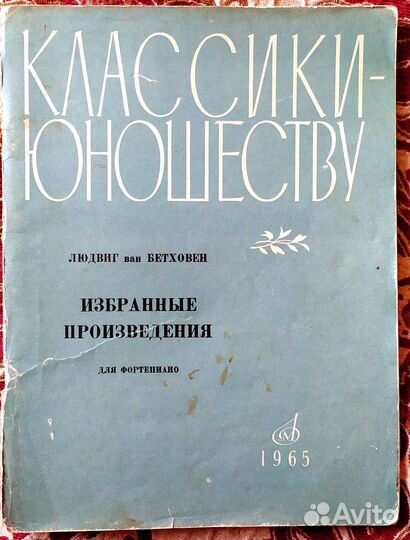 КЛАССИКИ-
ЮНОШЕСТВУ
ЛЮДВИГ ван БЕТХОВЕН
ИЗБРАННЫЕ
ПРОИЗВЕДЕНИЯ
ДЛЯ ФОРТЕПИАНО
М
1965
Avito